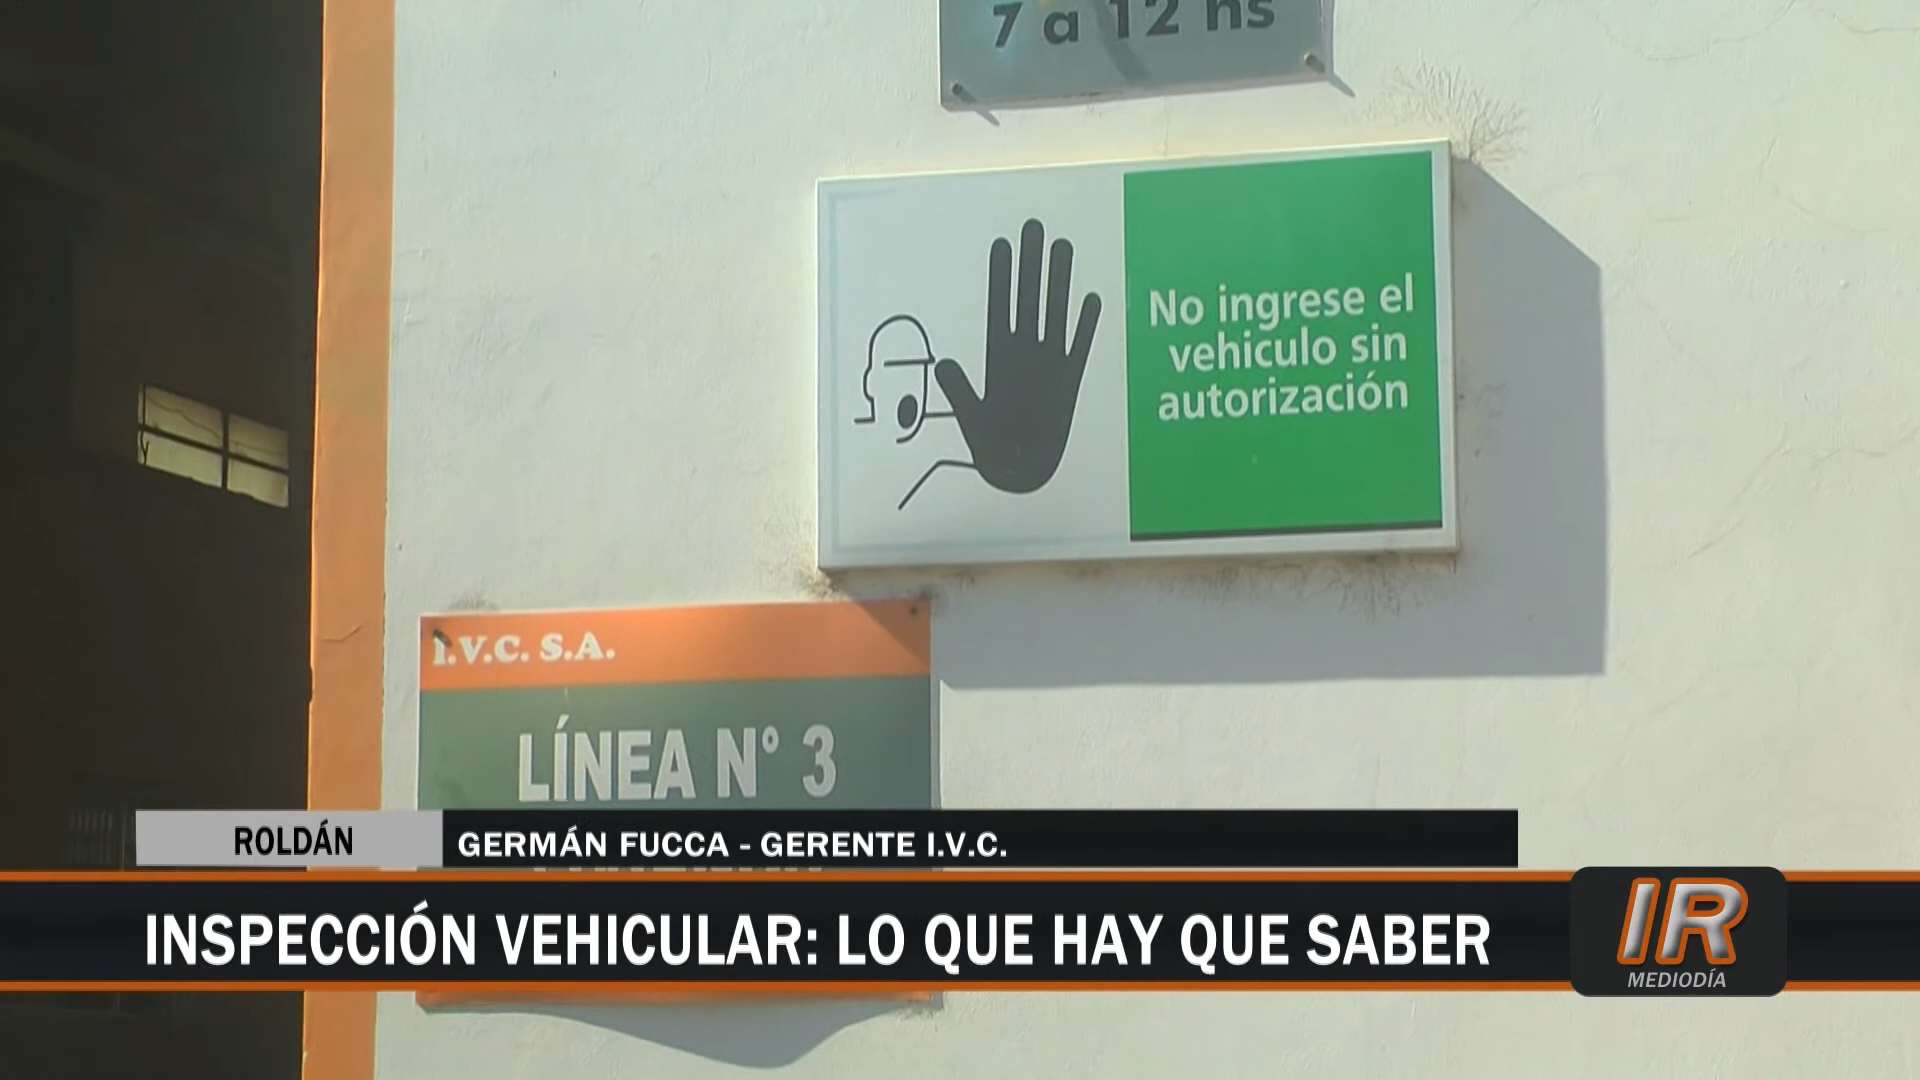 7 a 12 hs
No ingrese el
vehiculo sin
autorización
I.V.C. S.A.
LÍNEA N° 3
ROLDÁN
GERMÁN FUCCA - GERENTE I.V.C.
INSPECCIÓN VEHICULAR: LO QUE HAY QUE SABER
IR
MEDIODÍA